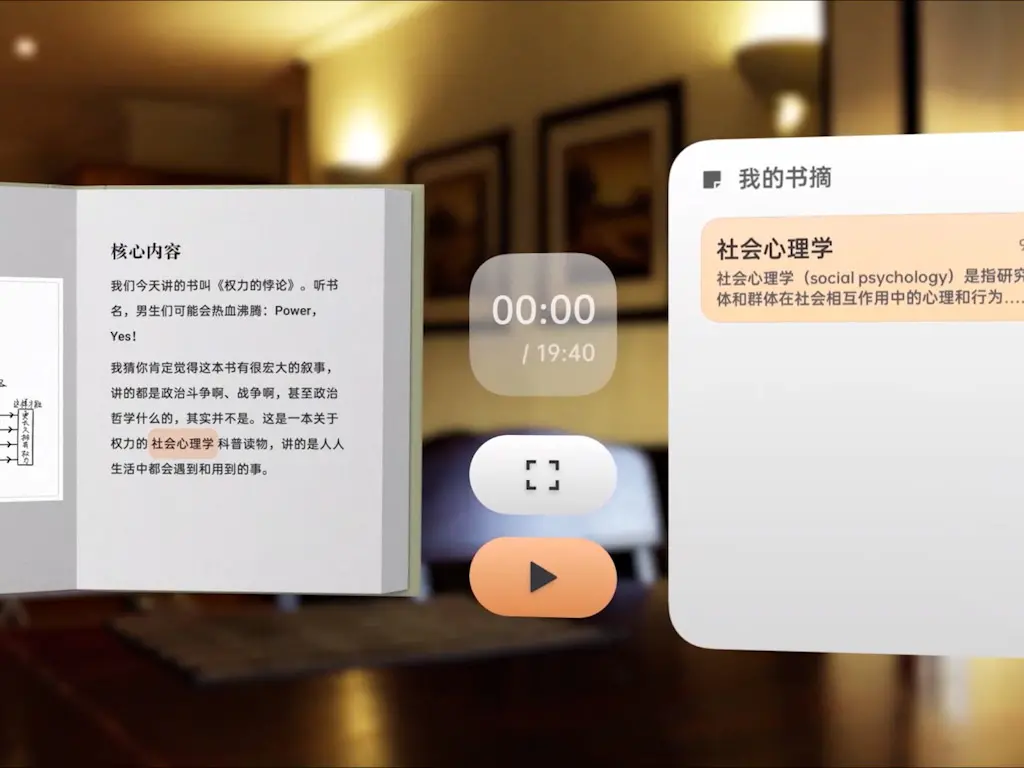 核心内容
我们今天讲的书叫《权力的悖论》。听书
名，男生们可能会热血沸腾：Power，
Yes！
我猜你肯定觉得这本书有很宏大的叙事，
讲的都是政治斗争啊、战争啊，甚至政治
哲学什么的，其实并不是。这是一本关于
权力的 社会心理学 科普读物，讲的是人人
生活中都会遇到和用到的事。
00:00
/ 19:40
我的书摘
社会心理学
社会心理学（social psychology）是指研究
体和群体在社会相互作用中的心理和行为....